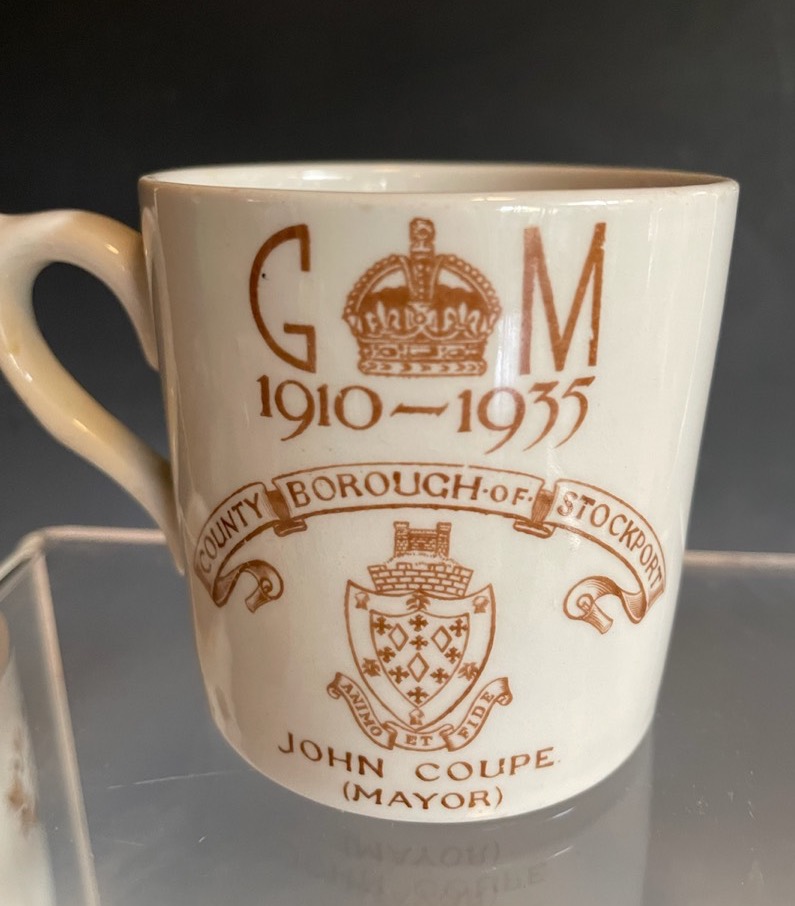 G M
1910–1935
COUNTY BOROUGH·OF·STOCKPORT
ANIMO ET FIDE
JOHN COUPE.
(MAYOR)